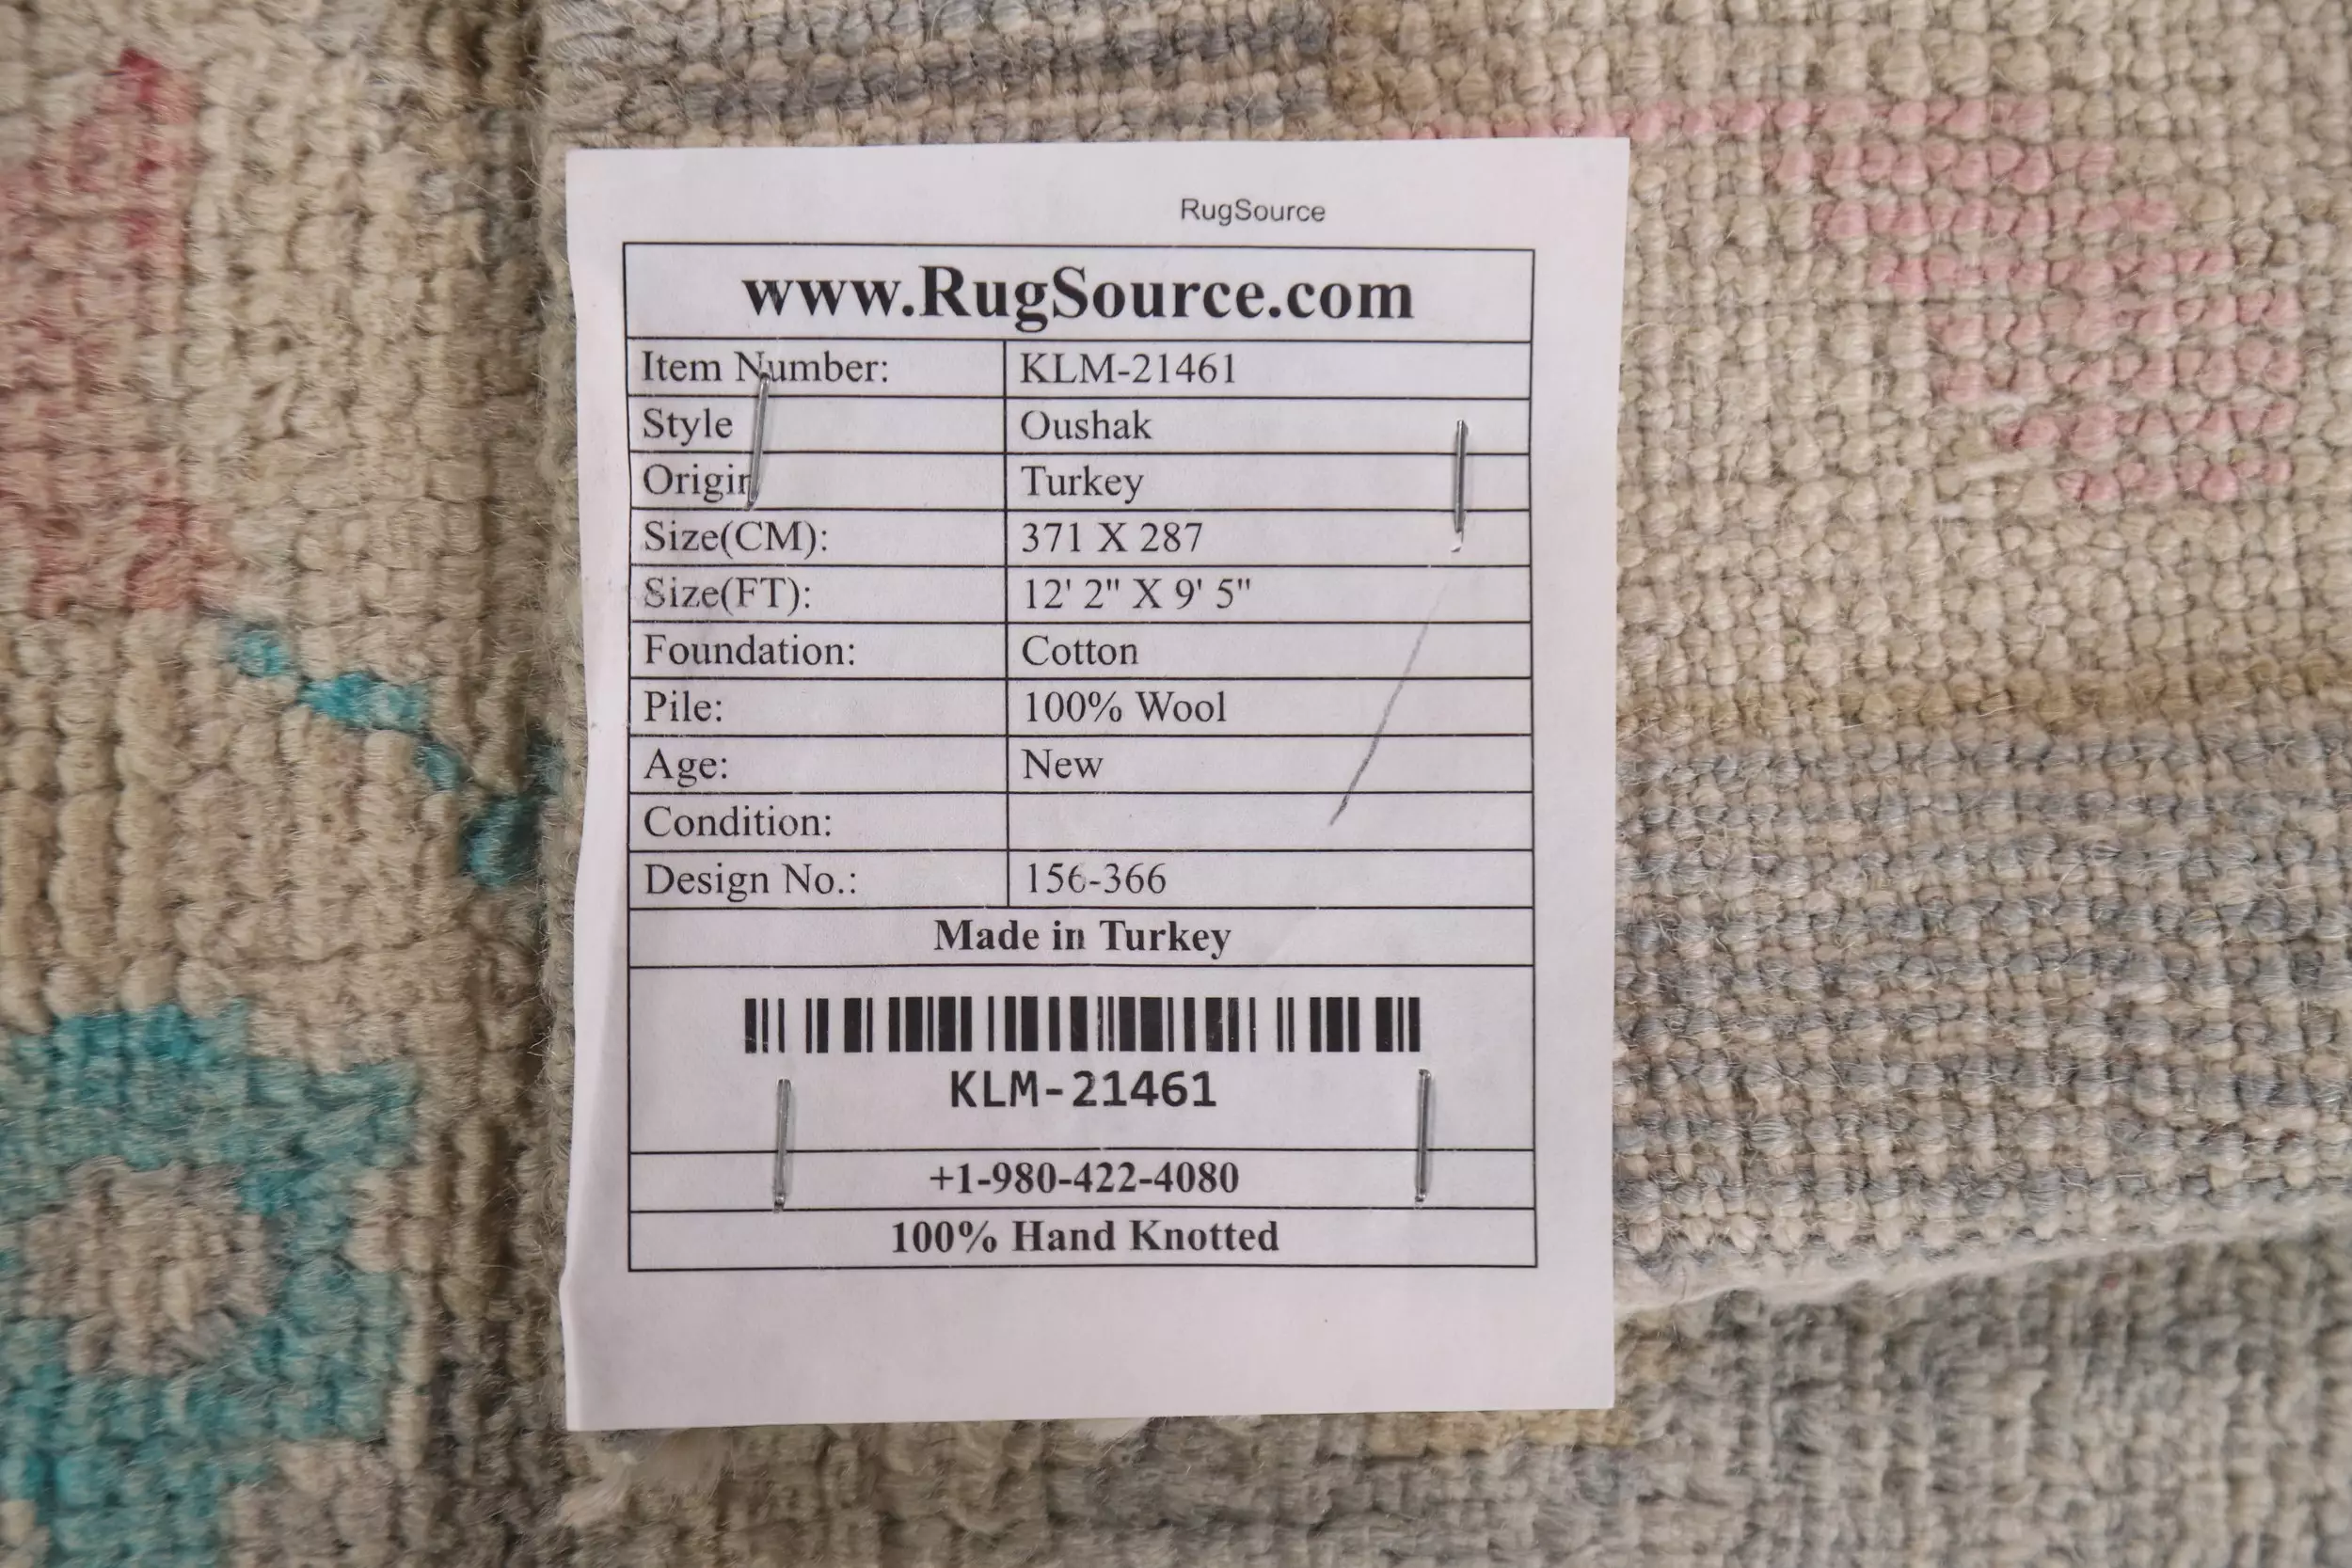 RugSource
www.RugSource.com
Item Number: KLM-21461
Style Oushak
Origin Turkey
Size(CM): 371 X 287
Size(FT): 12' 2" X 9' 5"
Foundation: Cotton
Pile: 100% Wool
Age: New
Condition:
Design No.: 156-366
Made in Turkey
KLM-21461
+1-980-422-4080
100% Hand Knotted